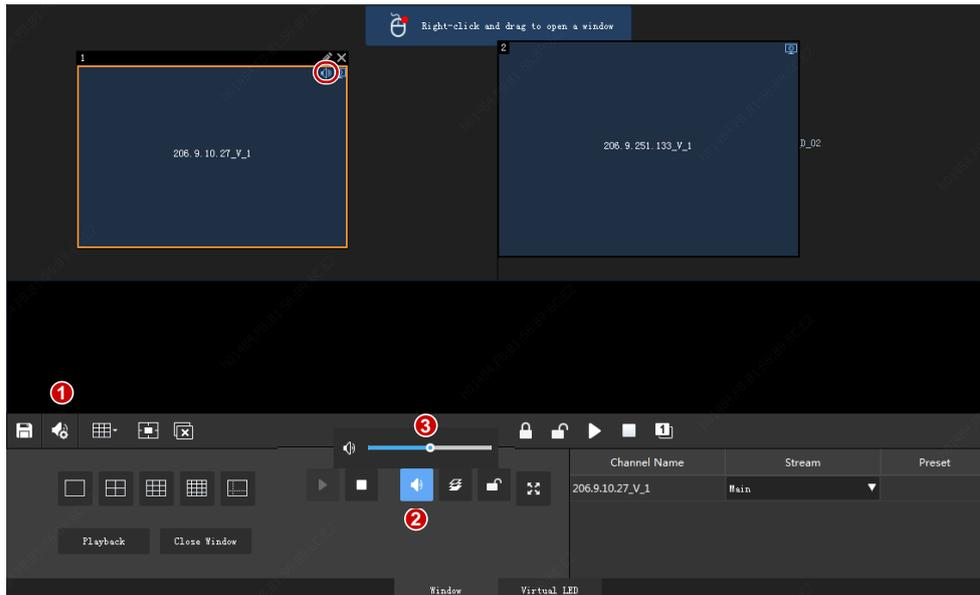 Right-click and drag to open a window
1
2
206.9.10.27_V_1
206.9.251.133_V_1
D_02
1
3
1
Channel Name
Stream
Preset
206.9.10.27_V_1
Main
2
Playback
Close Window
Window
Virtual LED